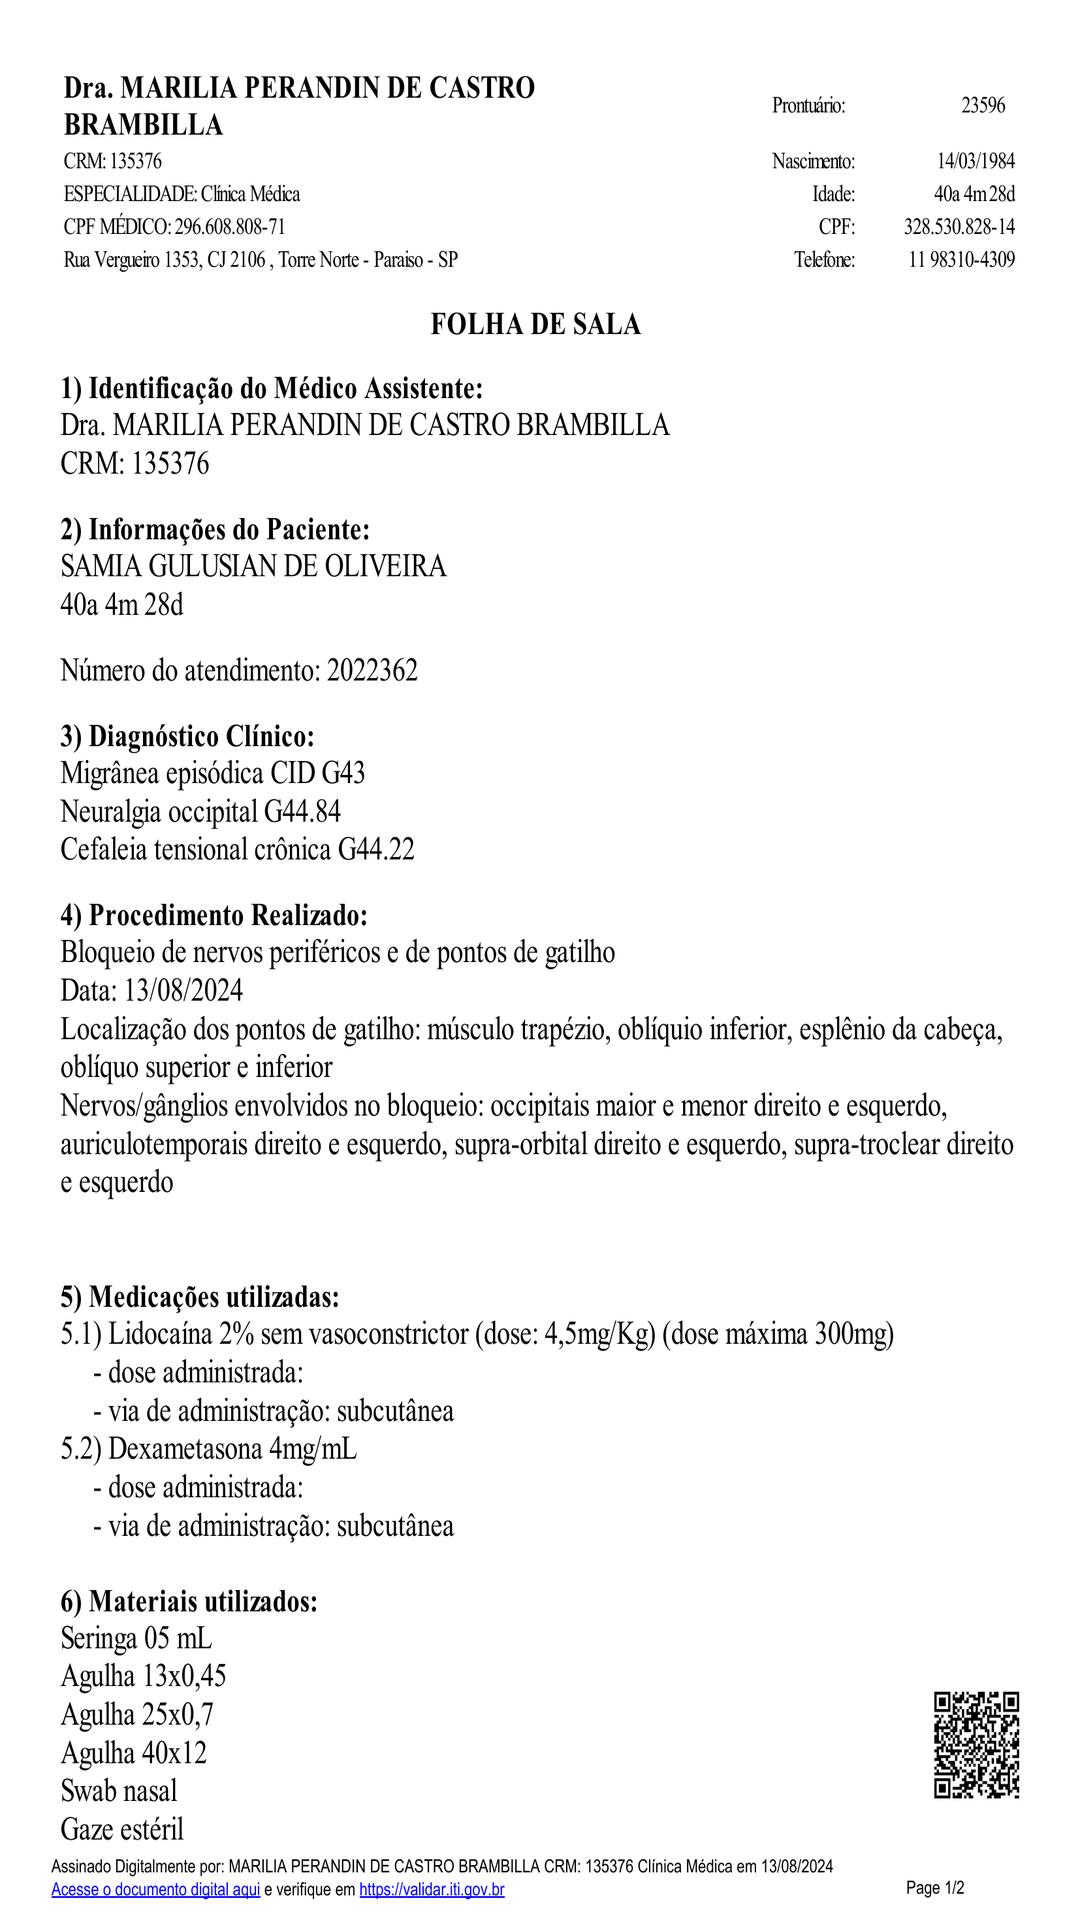 Dra. MARILIA PERANDIN DE CASTRO
BRAMBILLA
CRM: 135376
ESPECIALIDADE: Clínica Médica
CPF MÉDICO: 296.608.808-71
Rua Vergueiro 1353, CJ 2106 , Torre Norte - Paraiso - SP
Prontuário: 23596
Nascimento: 14/03/1984
Idade: 40a 4m 28d
CPF: 328.530.828-14
Telefone: 11 98310-4309
FOLHA DE SALA
1) Identificação do Médico Assistente:
Dra. MARILIA PERANDIN DE CASTRO BRAMBILLA
CRM: 135376
2) Informações do Paciente:
SAMIA GULUSIAN DE OLIVEIRA
40a 4m 28d
Número do atendimento: 2022362
3) Diagnóstico Clínico:
Migrânea episódica CID G43
Neuralgia occipital G44.84
Cefaleia tensional crônica G44.22
4) Procedimento Realizado:
Bloqueio de nervos periféricos e de pontos de gatilho
Data: 13/08/2024
Localização dos pontos de gatilho: músculo trapézio, oblíquio inferior, esplênio da cabeça,
oblíquo superior e inferior
Nervos/gânglios envolvidos no bloqueio: occipitais maior e menor direito e esquerdo,
auriculotemporais direito e esquerdo, supra-orbital direito e esquerdo, supra-troclear direito
e esquerdo
5) Medicações utilizadas:
5.1) Lidocaína 2% sem vasoconstrictor (dose: 4,5mg/Kg) (dose máxima 300mg)
- dose administrada:
- via de administração: subcutânea
5.2) Dexametasona 4mg/mL
- dose administrada:
- via de administração: subcutânea
6) Materiais utilizados:
Seringa 05 mL
Agulha 13x0,45
Agulha 25x0,7
Agulha 40x12
Swab nasal
Gaze estéril
Assinado Digitalmente por: MARILIA PERANDIN DE CASTRO BRAMBILLA CRM: 135376 Clínica Médica em 13/08/2024
Acesse o documento digital aqui e verifique em https://validar.iti.gov.br
Page 1/2